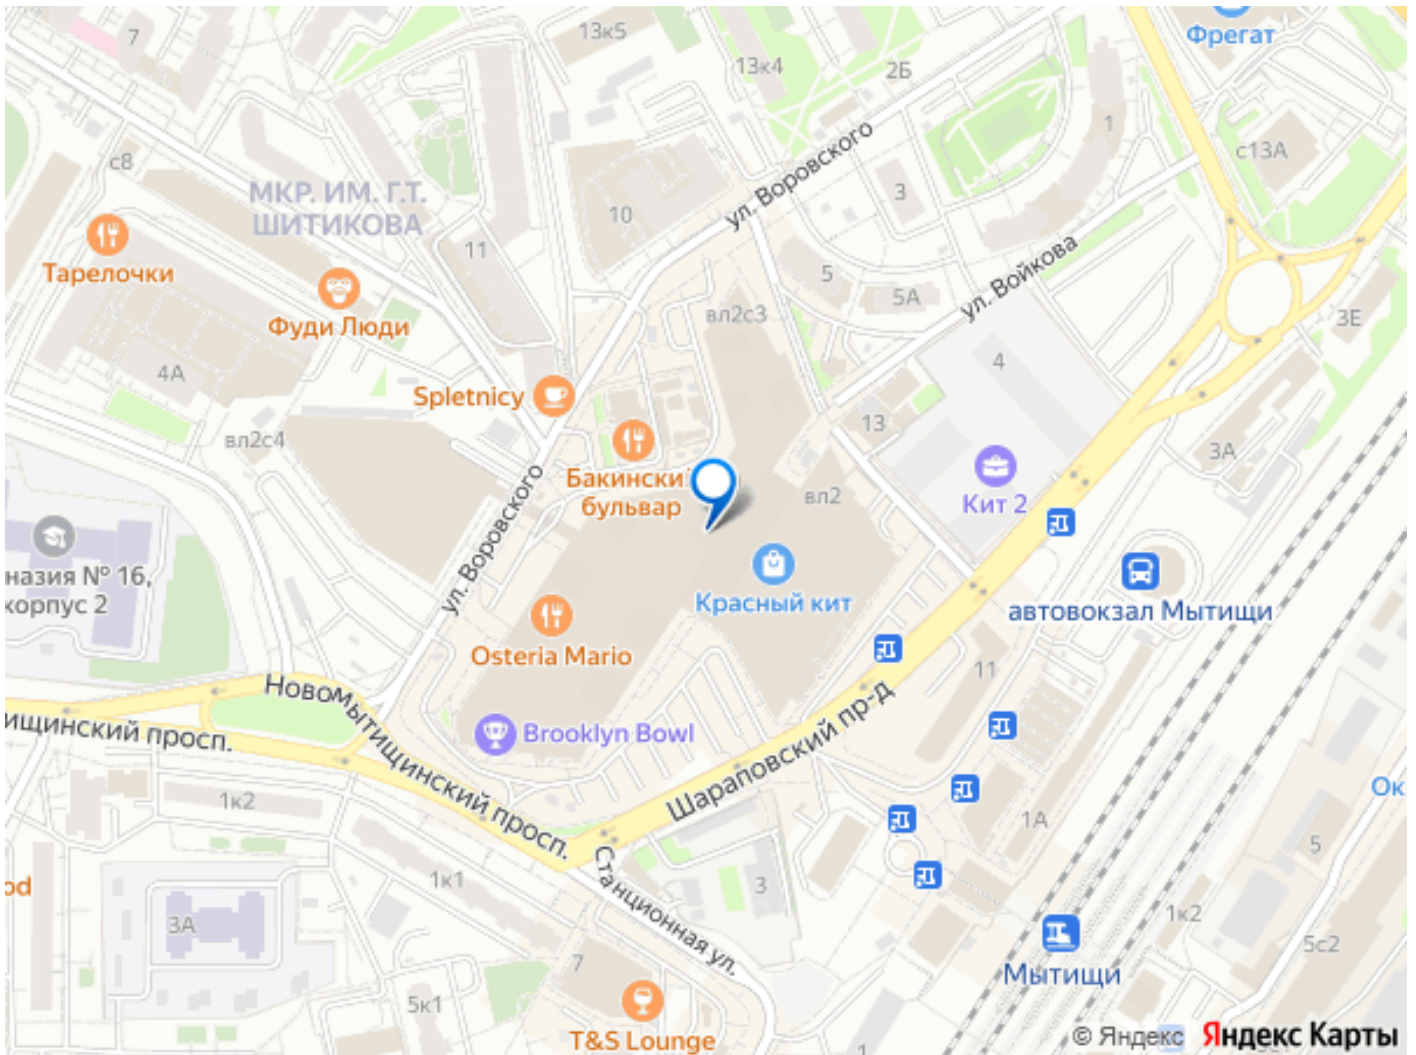 7
13к5
Фрегат
13к4
2Б
с8
МКР. ИМ. Г.Т.
ШИТИКОВА
ул. Воровского
1
с13А
3
10
11
Тарелочки
5
5А
ул. Войкова
Фуди Люди
вл2с3
3Е
4А
4
Spletnicy
13
вл2с4
3А
Бакински
бульвар
вл2
Кит 2
ул. Воровского
назия № 16,
корпус 2
Красный кит
автовокзал Мытищи
Osteria Mario
11
Новомытищинский просп.
ищинский просп.
Brooklyn Bowl
Шараповский пр-д
Ок
1к2
1А
5
1к1
3
od
3А
Станционная ул.
1к2
5с2
7
Мытищи
5к1
T&S Lounge
1
© Яндекс Яндекс Карты